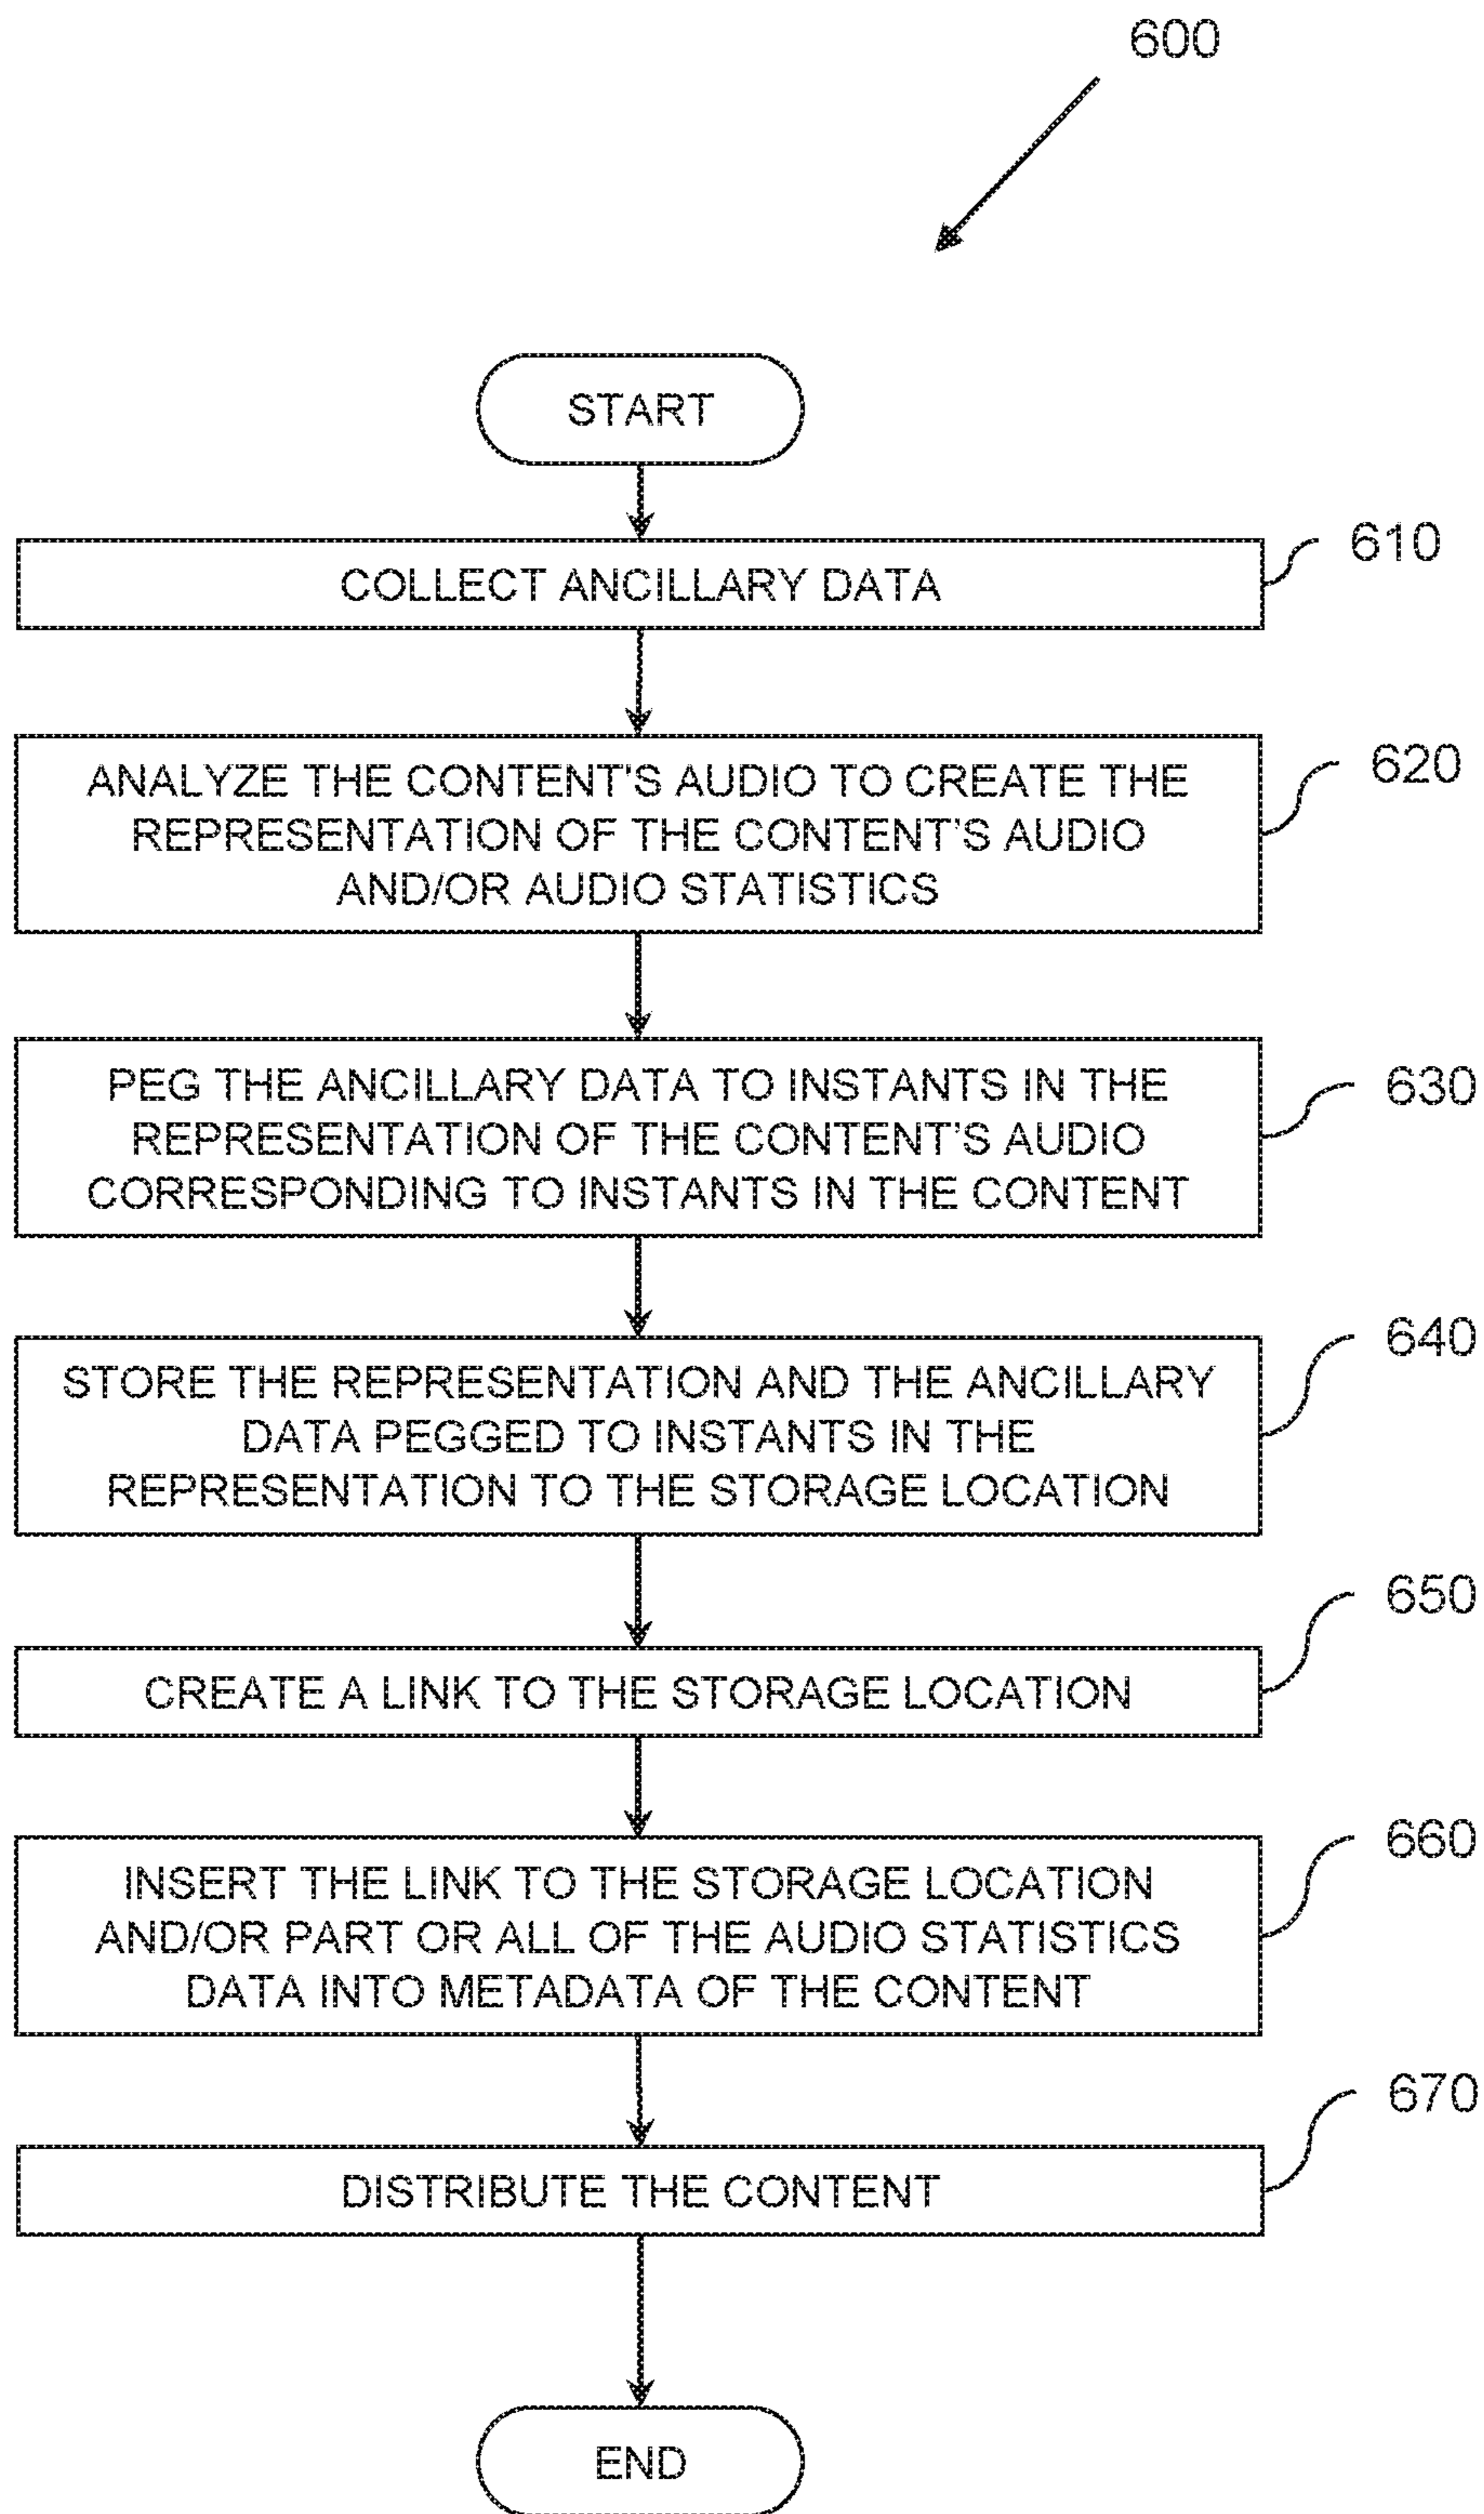 600
START
610
COLLECT ANCILLARY DATA
620
ANALYZE THE CONTENT'S AUDIO TO CREATE THE
REPRESENTATION OF THE CONTENT’S AUDIO
AND/OR AUDIO STATISTICS
630
PEG THE ANCILLARY DATA TO INSTANTS IN THE
REPRESENTATION OF THE CONTENT’S AUDIO
CORRESPONDING TO INSTANTS IN THE CONTENT
640
STORE THE REPRESENTATION AND THE ANCILLARY
DATA PEGGED TO INSTANTS IN THE
REPRESENTATION TO THE STORAGE LOCATION
650
CREATE A LINK TO THE STORAGE LOCATION
660
INSERT THE LINK TO THE STORAGE LOCATION
AND/OR PART OR ALL OF THE AUDIO STATISTICS
DATA INTO METADATA OF THE CONTENT
670
DISTRIBUTE THE CONTENT
END